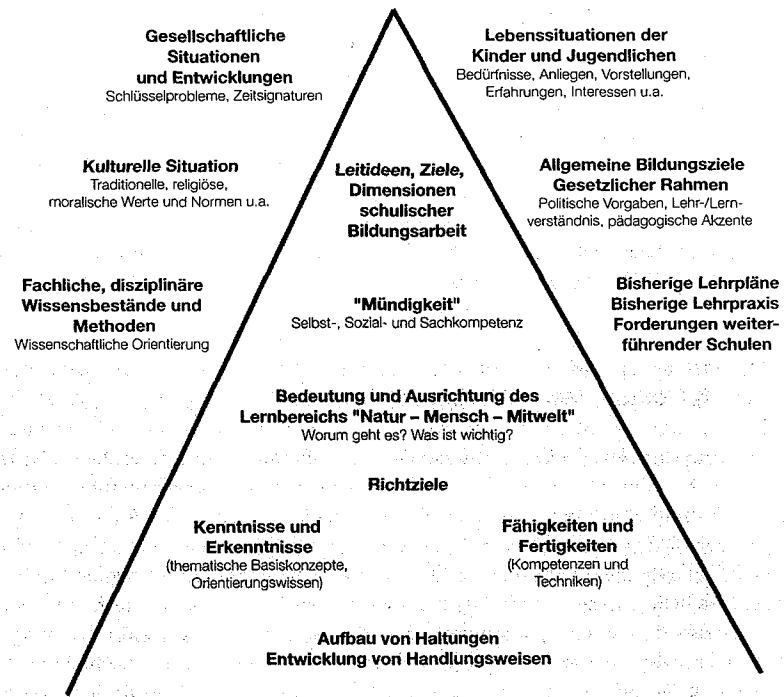 Gesellschaftliche
Situationen
und Entwicklungen
Schlüsselprobleme, Zeitsignaturen
Lebenssituationen der
Kinder und Jugendlichen
Bedürfnisse, Anliegen, Vorstellungen,
Erfahrungen, Interessen u.a.
Kulturelle Situation
Traditionelle, religiöse,
moralische Werte und Normen u.a.
Leitideen, Ziele,
Dimensionen
schulischer
Bildungsarbeit
Allgemeine Bildungsziele
Gesetzlicher Rahmen
Politische Vorgaben, Lehr-/Lern-
verständnis, pädagogische Akzente
Fachliche, disziplinäre
Wissensbestände und
Methoden
Wissenschaftliche Orientierung
"Mündigkeit"
Selbst-, Sozial- und Sachkompetenz
Bisherige Lehrpläne
Bisherige Lehrpraxis
Forderungen weiter-
führender Schulen
Bedeutung und Ausrichtung des
Lernbereichs "Natur – Mensch – Mitwelt"
Worum geht es? Was ist wichtig?
Richtziele
Kenntnisse und
Erkenntnisse
(thematische Basiskonzepte,
Orientierungswissen)
Fähigkeiten und
Fertigkeiten
(Kompetenzen und
Techniken)
Aufbau von Haltungen
Entwicklung von Handlungsweisen